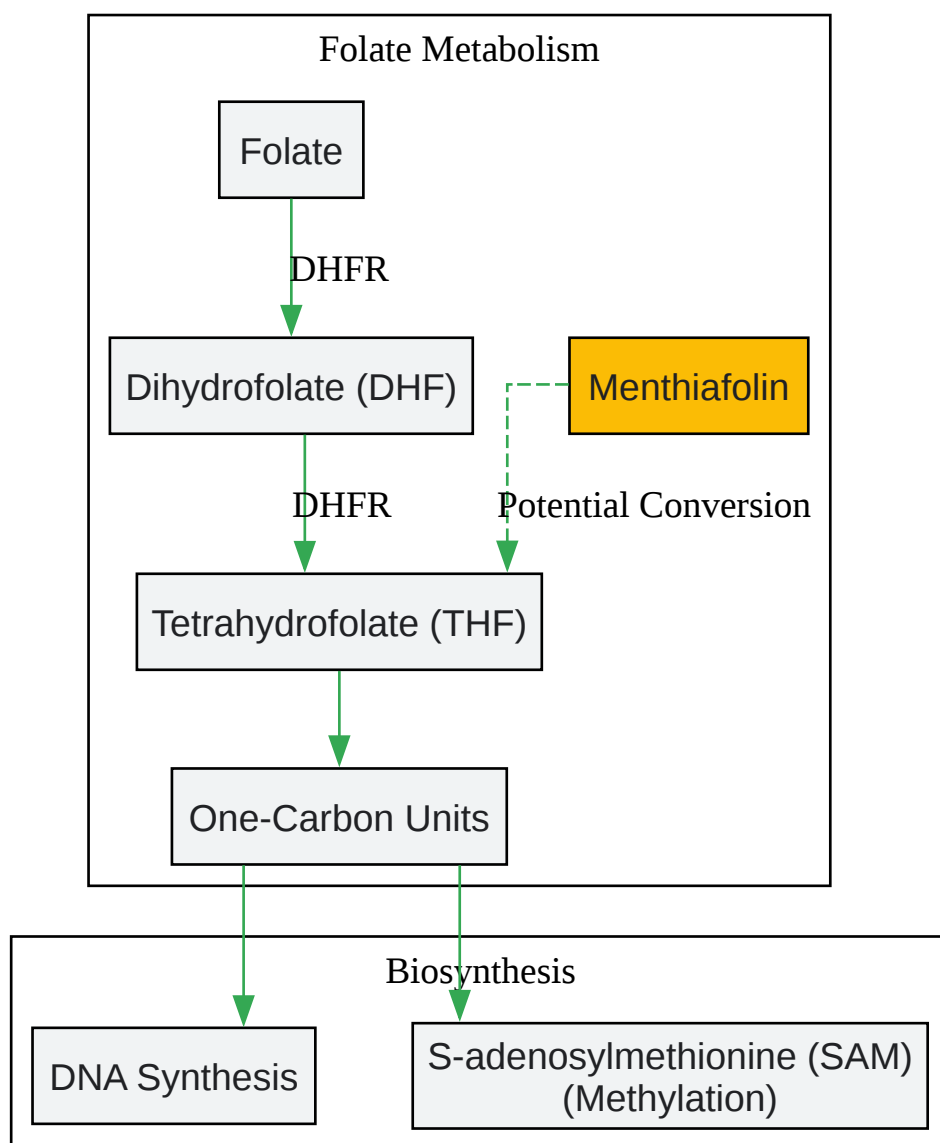 Folate Metabolism
Folate
DHFR
Dihydrofolate (DHF)
Menthiafolin
DHFR
Potential Conversion
Tetrahydrofolate (THF)
One-Carbon Units
Biosynthesis
DNA Synthesis
S-adenosylmethionine (SAM)
(Methylation)